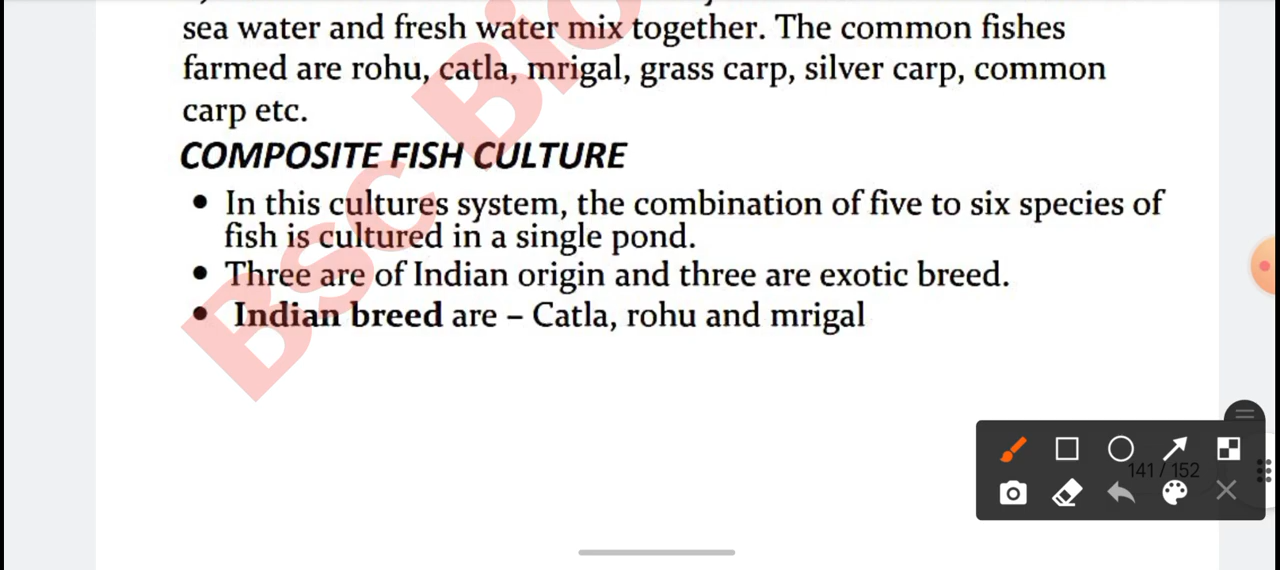 sea water and fresh water mix together. The common fishes
farmed are rohu, catla, mrigal, grass carp, silver carp, common
carp etc.
COMPOSITE FISH CULTURE
• In this cultures system, the combination of five to six species of
fish is cultured in a single pond.
• Three are of Indian origin and three are exotic breed.
• Indian breed are – Catla, rohu and mrigal
Bsc Bio
141 / 152